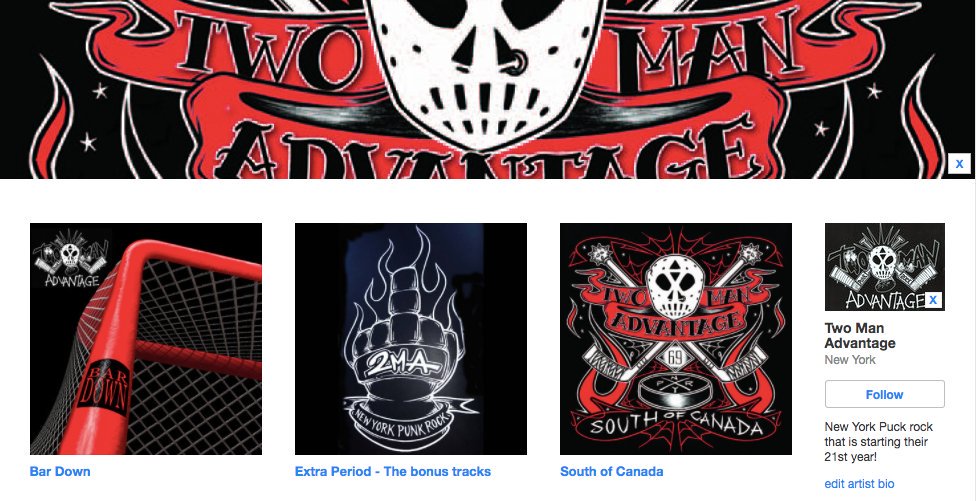 TWO MAN
ADVANTAGE
X
TWO MAN
ADVANTAGE
BAR
DOWN
2MA
NEW YORK PUNK ROCK
TWO MAN
ADVANTAGE
69
SOUTH OF CANADA
TWO MAN
ADVANTAGE
X
Bar Down
Extra Period - The bonus tracks
South of Canada
Two Man
Advantage
New York
Follow
New York Puck rock
that is starting their
21st year!
edit artist bio